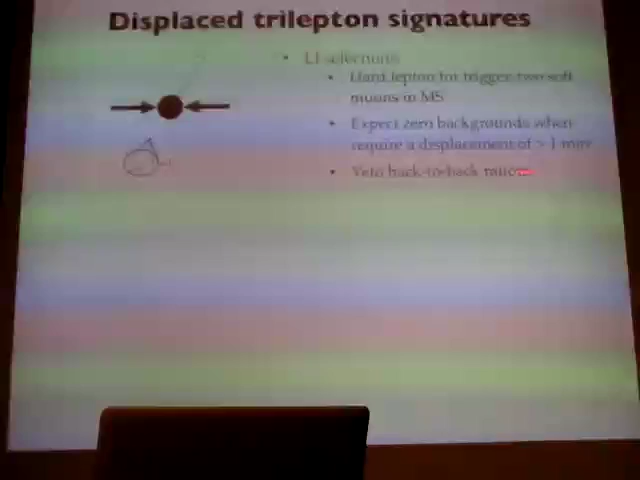 Displaced trilepton signatures
selections
Hard lepton for trigger, two soft
muons in MS
Expect zero backgrounds when
require a displacement of > 1 mm
Veto back-to-back